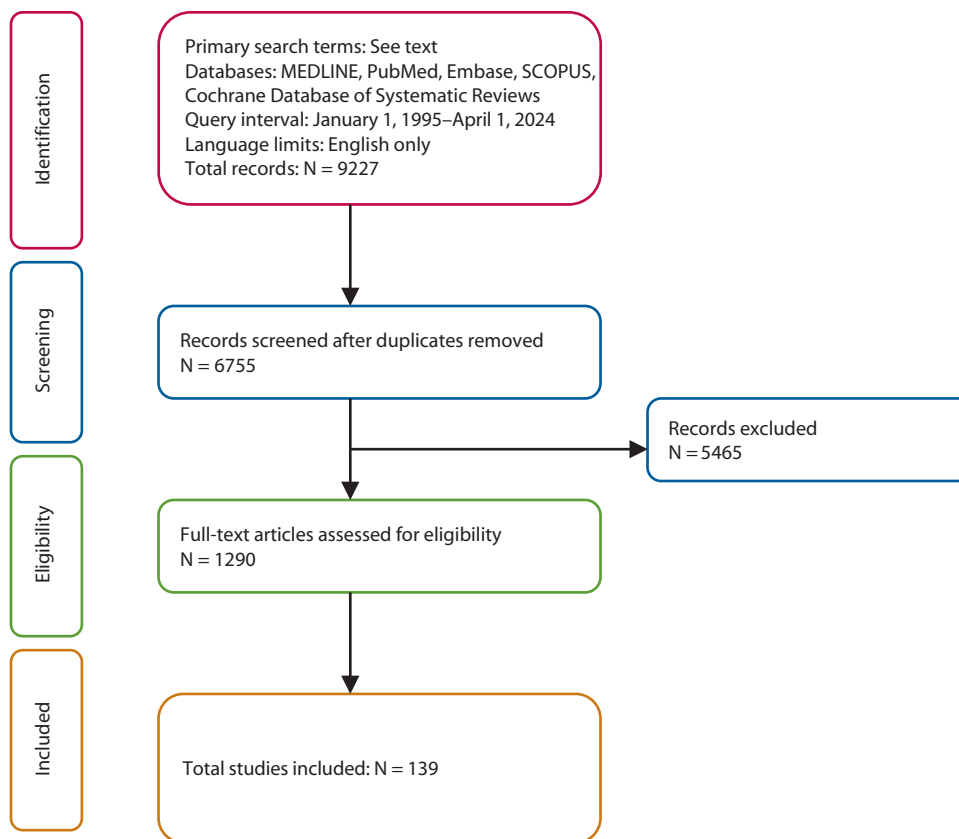 Identification
Primary search terms: See text
Databases: MEDLINE, PubMed, Embase, SCOPUS,
Cochrane Database of Systematic Reviews
Query interval: January 1, 1995–April 1, 2024
Language limits: English only
Total records: N = 9227
Screening
Records screened after duplicates removed
N = 6755
Records excluded
N = 5465
Eligibility
Full-text articles assessed for eligibility
N = 1290
Included
Total studies included: N = 139